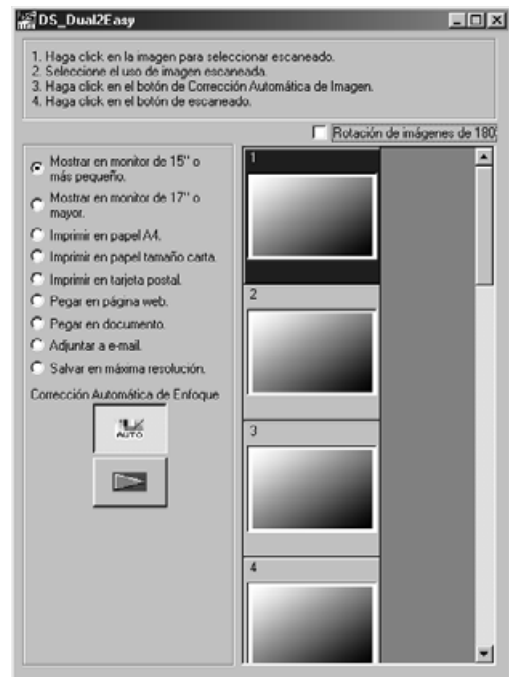 DS_Dual2Easy
1. Haga click en la imagen para seleccionar escaneado.
2. Seleccione el uso de imagen escaneada.
3. Haga click en el botón de Corrección Automática de Imagen.
4. Haga click en el botón de escaneado.
Rotación de imágenes de 180
Mostrar en monitor de 15" o
más pequeño.
Mostrar en monitor de 17" o
mayor.
Imprimir en papel A4.
Imprimir en papel tamaño carta.
Imprimir en tarjeta postal.
Pegar en página web.
Pegar en documento.
Adjuntar a e-mail.
Salvar en máxima resolución.
Corrección Automática de Enfoque
AUTO
1
2
3
4